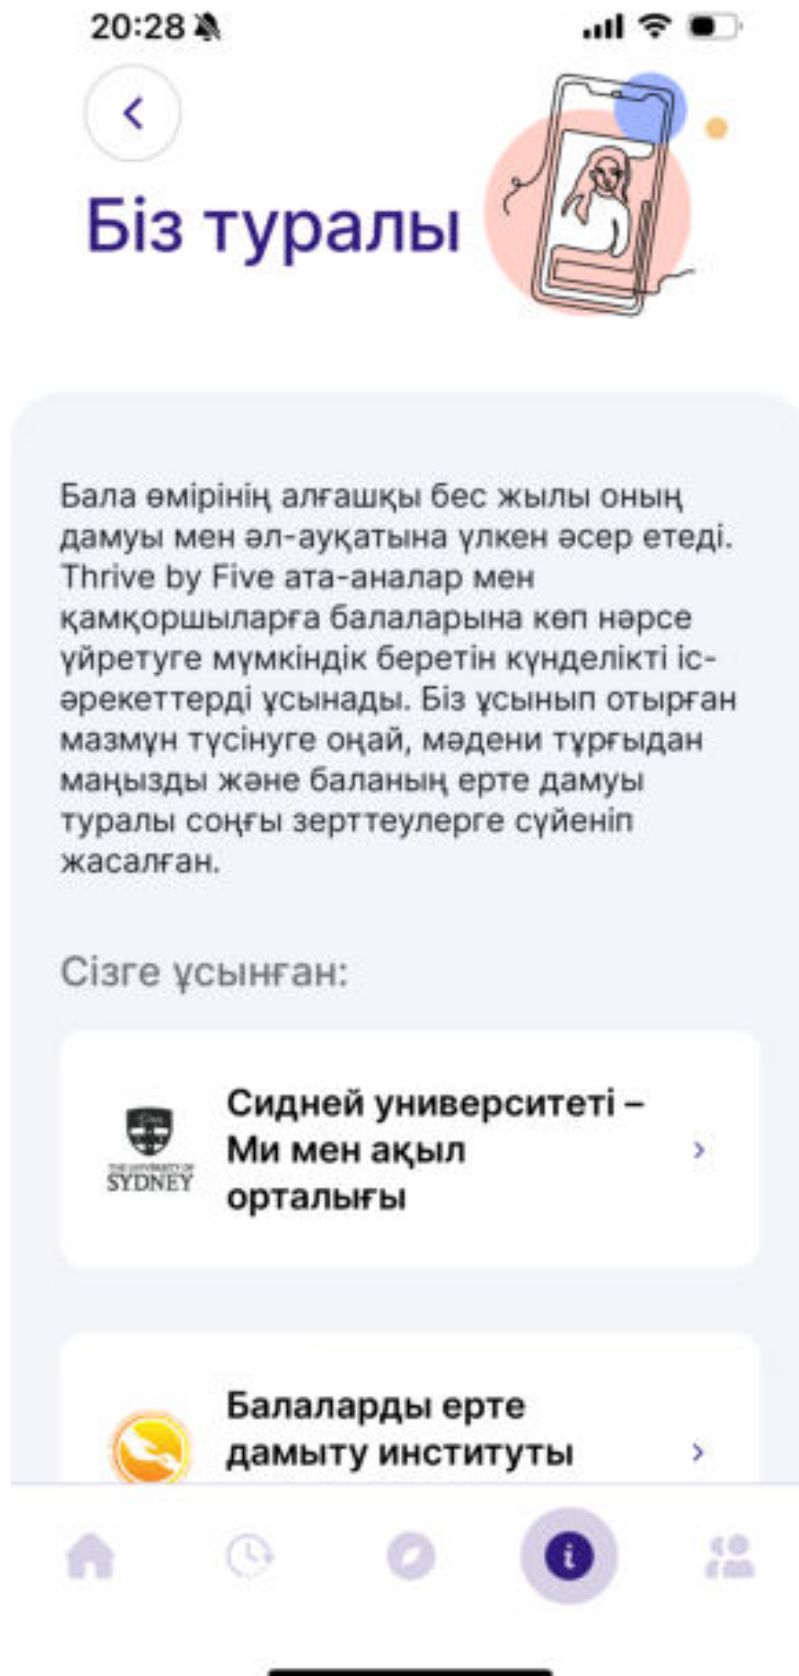 20:28
Біз туралы
Бала өмірінің алғашқы бес жылы оның
дамуы мен әл-ауқатына үлкен әсер етеді.
Thrive by Five ата-аналар мен
қамқоршыларға балаларына көп нәрсе
үйретуге мүмкіндік беретін күнделікті іс-
әрекеттерді ұсынады. Біз ұсынып отырған
мазмұн түсінуге оңай, мәдени тұрғыдан
маңызды және баланың ерте дамуы
туралы соңғы зерттеулерге сүйеніп
жасалған.
Сізге ұсынған:
Сидней университеті –
Ми мен ақыл
орталығы
THE UNIVERSITY OF
SYDNEY
Балаларды ерте
дамыту институты